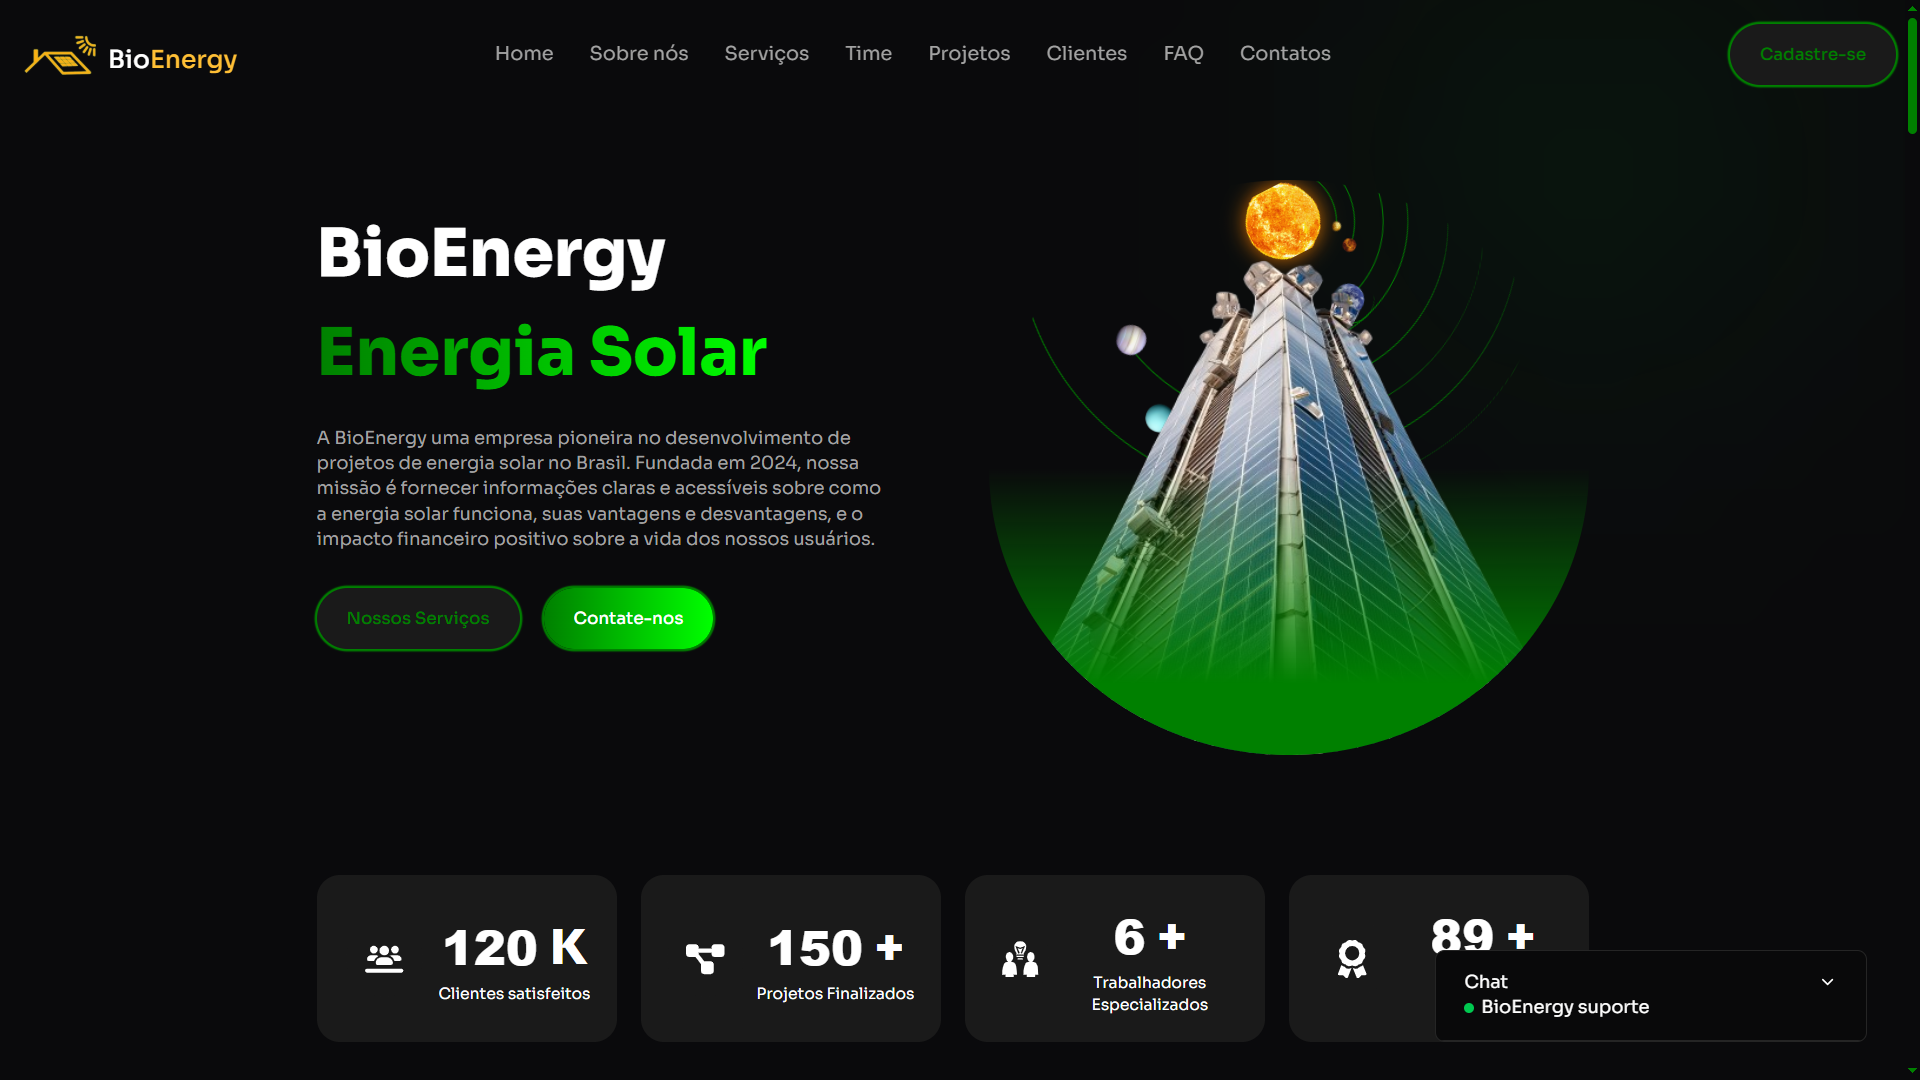 BioEnergy
Home Sobre nós Serviços Time Projetos Clientes FAQ Contatos
Cadastre-se
BioEnergy
Energia Solar
A BioEnergy uma empresa pioneira no desenvolvimento de
projetos de energia solar no Brasil. Fundada em 2024, nossa
missão é fornecer informações claras e acessíveis sobre como
a energia solar funciona, suas vantagens e desvantagens, e o
impacto financeiro positivo sobre a vida dos nossos usuários.
Nossos Serviços
Contate-nos
120 K
Clientes satisfeitos
150 +
Projetos Finalizados
6 +
Trabalhadores
Especializados
89 +
Chat
BioEnergy suporte